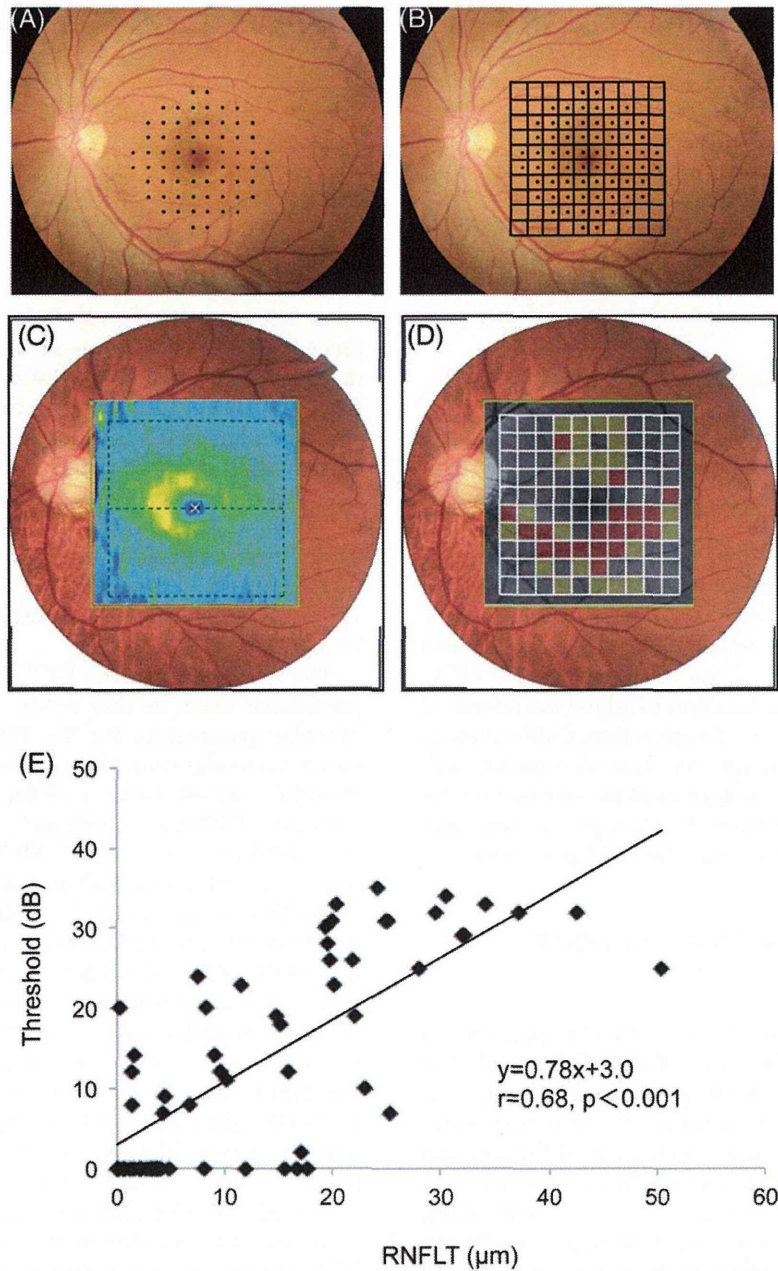 (A)
(B)
(C)
(D)
(E)
50
40
30
20
10
0
Threshold (dB)
y=0.78x+3.0
r=0.68, p<0.001
0 10 20 30 40 50 60
RNFLT (μm)